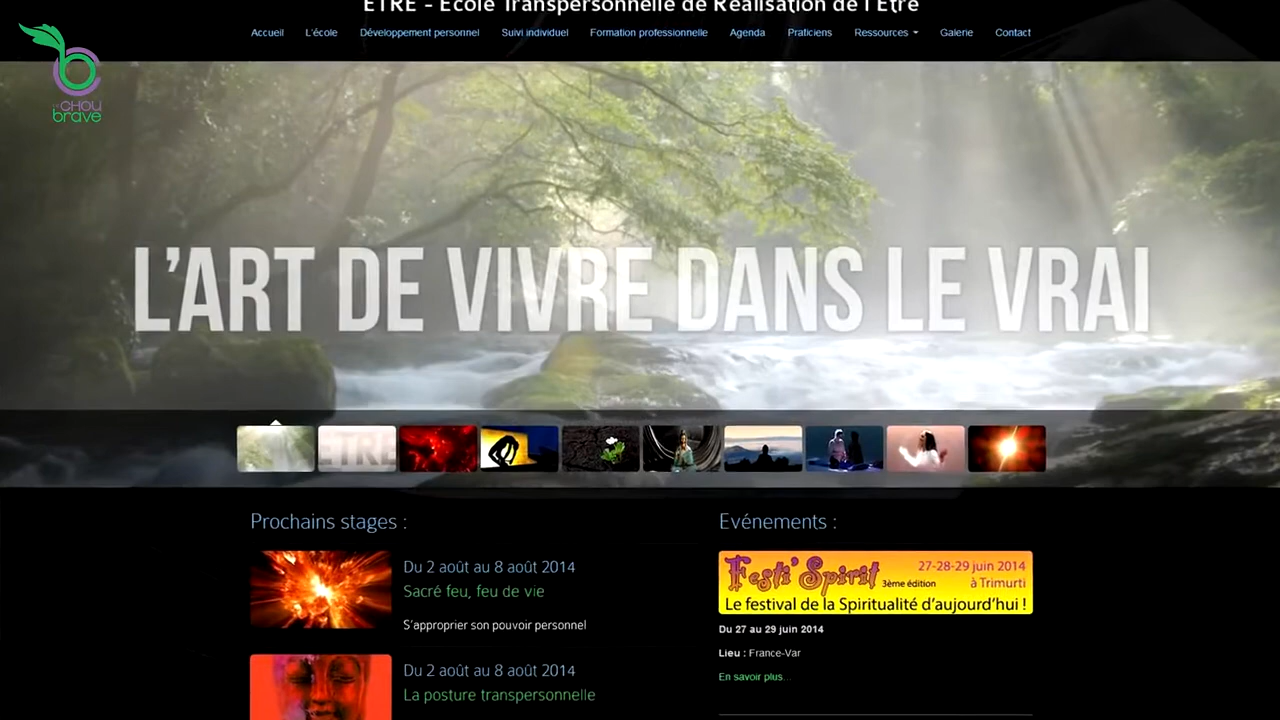 ETRE - Ecole Transpersonnelle de Réalisation de l'Etre
Accueil L'école Développement personnel Suivi individuel Formation professionnelle Agenda Praticiens Ressources Galerie Contact
CHOU
brave
L'ART DE VIVRE DANS LE VRAI
ETRE
Prochains stages :
Du 2 août au 8 août 2014
Sacré feu, feu de vie
S'approprier son pouvoir personnel
Du 2 août au 8 août 2014
La posture transpersonnelle
Evénements :
Festi'Spirit 3ème édition
27-28-29 juin 2014
à Trimurti
Le festival de la Spiritualité d'aujourd'hui !
Du 27 au 29 juin 2014
Lieu : France-Var
En savoir plus...